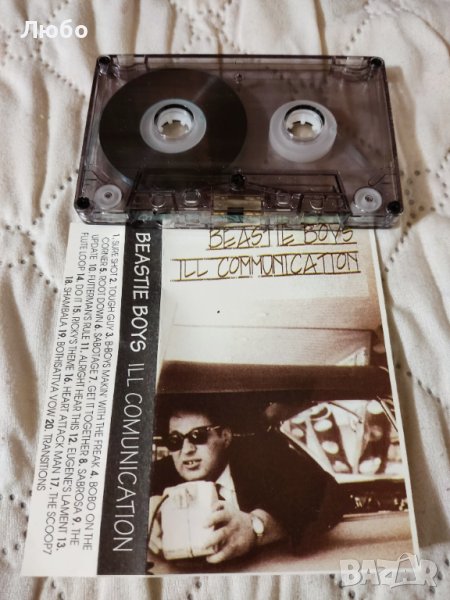 Любо
BEASTIE BOYS
ILL COMMUNICATION
BEASTIE BOYS ILL COMUNICATION
1. SURE SHOT 2. TOUGH GUY 3. B-BOYS MAKIN' WITH THE FREAK 4. BOBO ON THE
CORNER 5. ROOT DOWN 6. SABOTAGE 7. GET IT TOGETHER 8. SABROSA 9. THE
UPDATE 10. FUTTERMAN'S RULE 11. ALRIGHT HEAR THIS 12. EUGENE'S LAMENT 13.
FLUTE LOOP 14. DO IT 15. RICKY'S THEME 16. HEART ATTACK MAN 17. THE SCOOP?
18. SHAMBALA 19. BOTHSATIVA VOW 20. TRANSITIONS
BAZAR